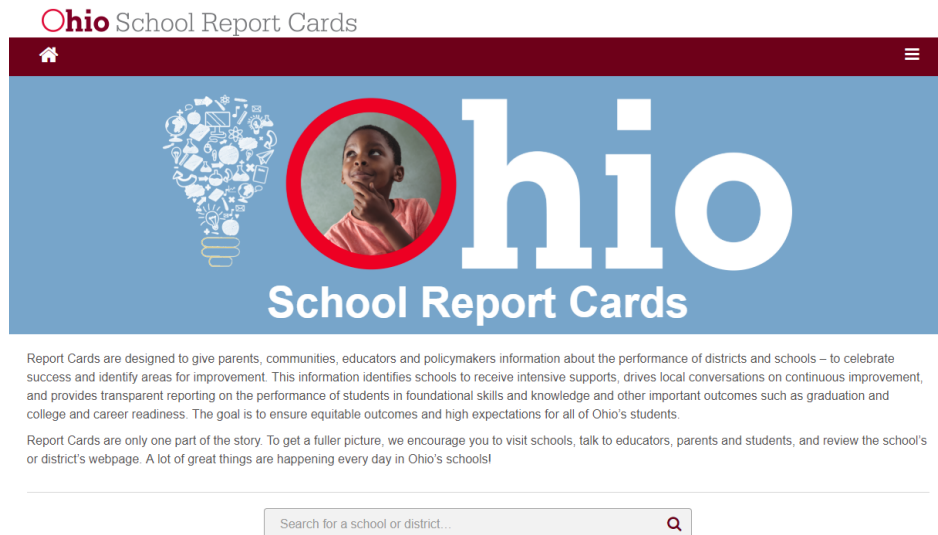 Ohio School Report Cards
Ohio
School Report Cards
Report Cards are designed to give parents, communities, educators and policymakers information about the performance of districts and schools – to celebrate
success and identify areas for improvement. This information identifies schools to receive intensive supports, drives local conversations on continuous improvement,
and provides transparent reporting on the performance of students in foundational skills and knowledge and other important outcomes such as graduation and
college and career readiness. The goal is to ensure equitable outcomes and high expectations for all of Ohio's students.
Report Cards are only one part of the story. To get a fuller picture, we encourage you to visit schools, talk to educators, parents and students, and review the school's
or district's webpage. A lot of great things are happening every day in Ohio's schools!
Search for a school or district...